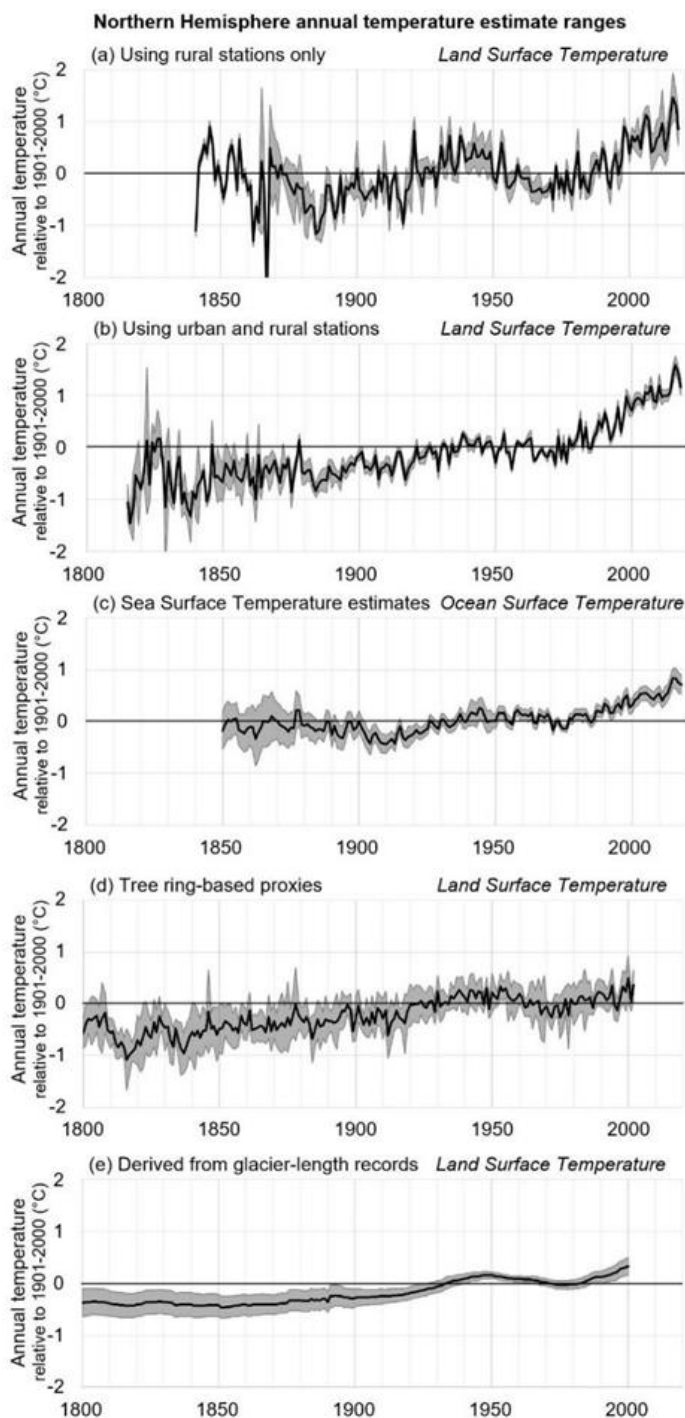 Northern Hemisphere annual temperature estimate ranges
(a) Using rural stations only Land Surface Temperature
Annual temperature
relative to 1901-2000 (°C)
2
1
0
-1
-2
1800 1850 1900 1950 2000
(b) Using urban and rural stations Land Surface Temperature
Annual temperature
relative to 1901-2000 (°C)
2
1
0
-1
-2
1800 1850 1900 1950 2000
(c) Sea Surface Temperature estimates Ocean Surface Temperature
Annual temperature
relative to 1901-2000 (°C)
2
1
0
-1
-2
1800 1850 1900 1950 2000
(d) Tree ring-based proxies Land Surface Temperature
Annual temperature
relative to 1901-2000 (°C)
2
1
0
-1
-2
1800 1850 1900 1950 2000
(e) Derived from glacier-length records Land Surface Temperature
Annual temperature
relative to 1901-2000 (°C)
2
1
0
-1
-2
1800 1850 1900 1950 2000